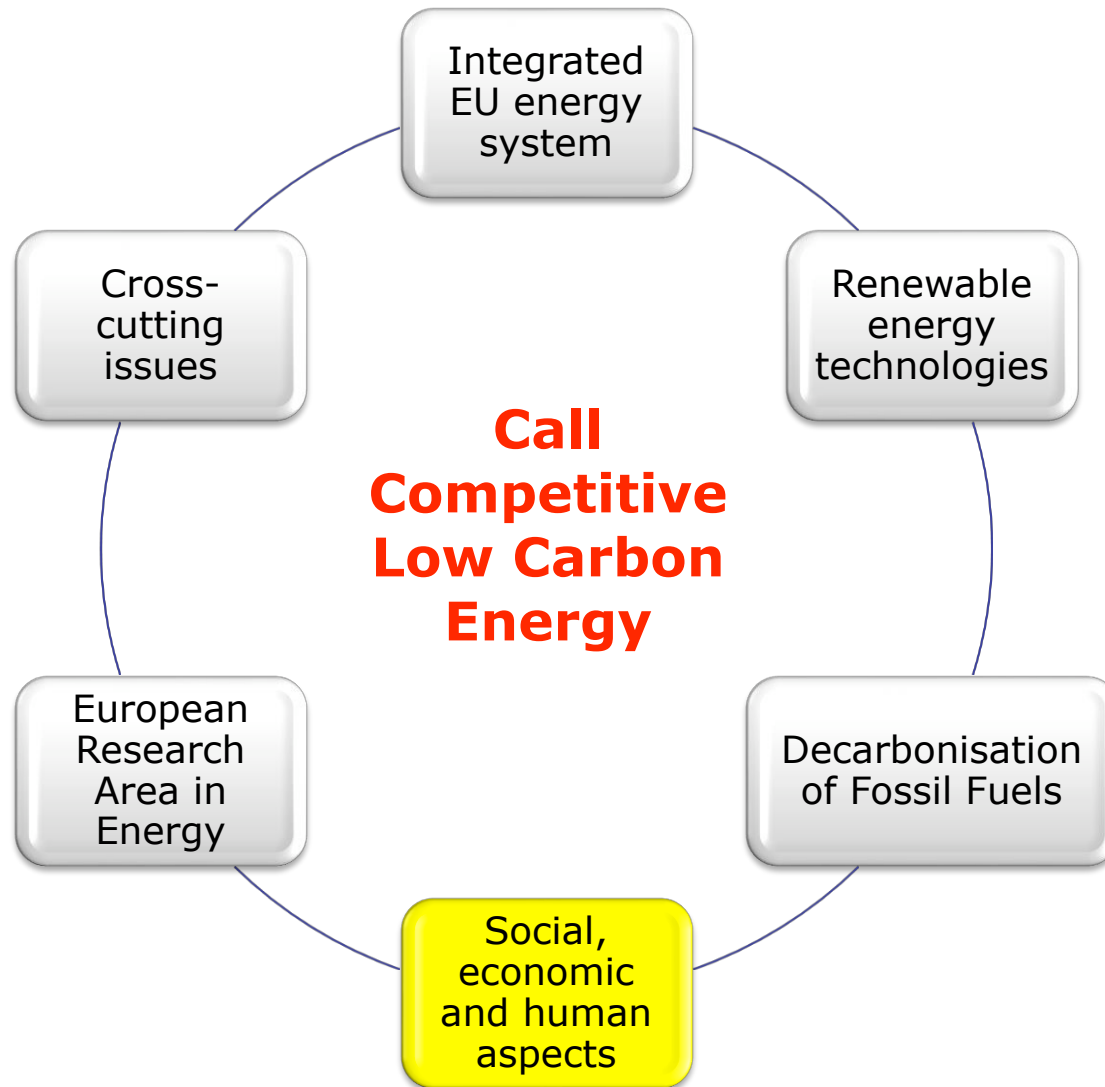 Integrated
EU energy
system
Renewable
energy
technologies
Decarbonisation
of Fossil Fuels
Social,
economic
and human
aspects
European
Research
Area in
Energy
Cross-
cutting
issues
Call
Competitive
Low Carbon
Energy